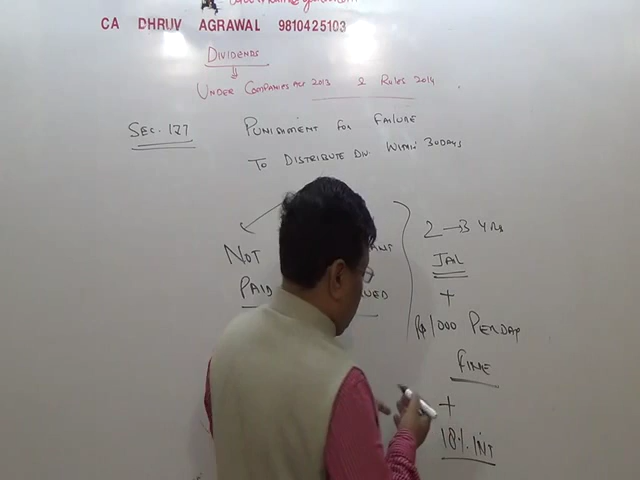 CA DHRUV AGRAWAL 9810425103
DIVIDENDS
UNDER COMPANIES ACT 2013 & RULES 2014
SEC. 127 PUNISHMENT FOR FAILURE
TO DISTRIBUTE DIV. WITHIN 30 DAYS
NOT
PAID
2 → 3 YRS
JAIL
+
Rs 1000 PER DAY
FINE
+
18% INT